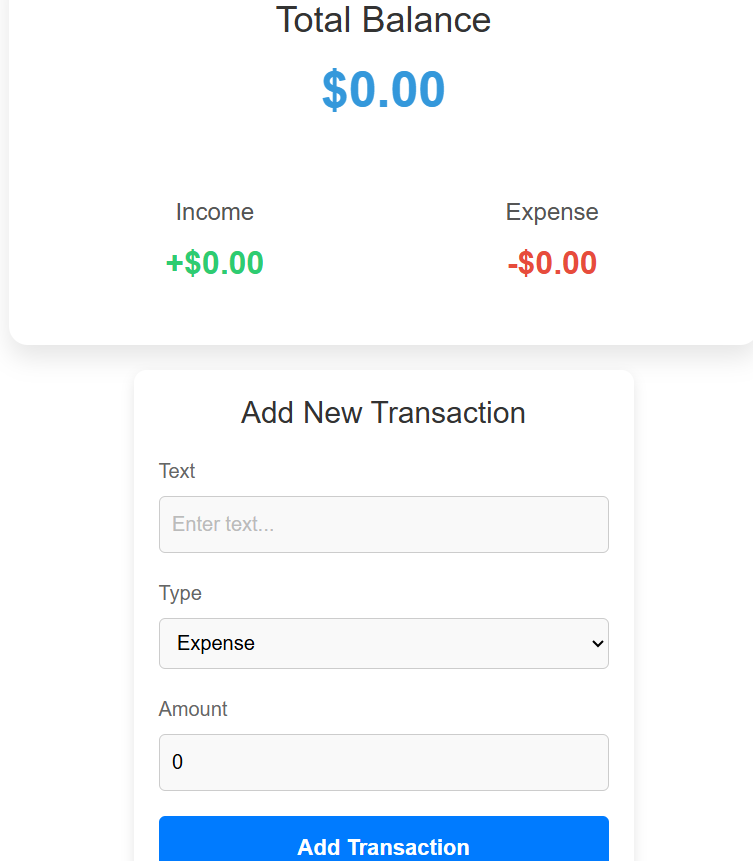 Total Balance
$0.00
Income Expense
+$0.00 -$0.00
Add New Transaction
Text
Enter text...
Type
Expense
Amount
0
Add Transaction